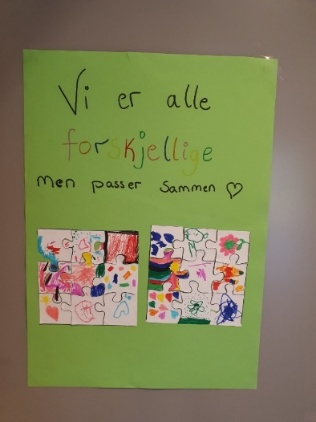 Vi er alle
forskjellige
men passer sammen ♡